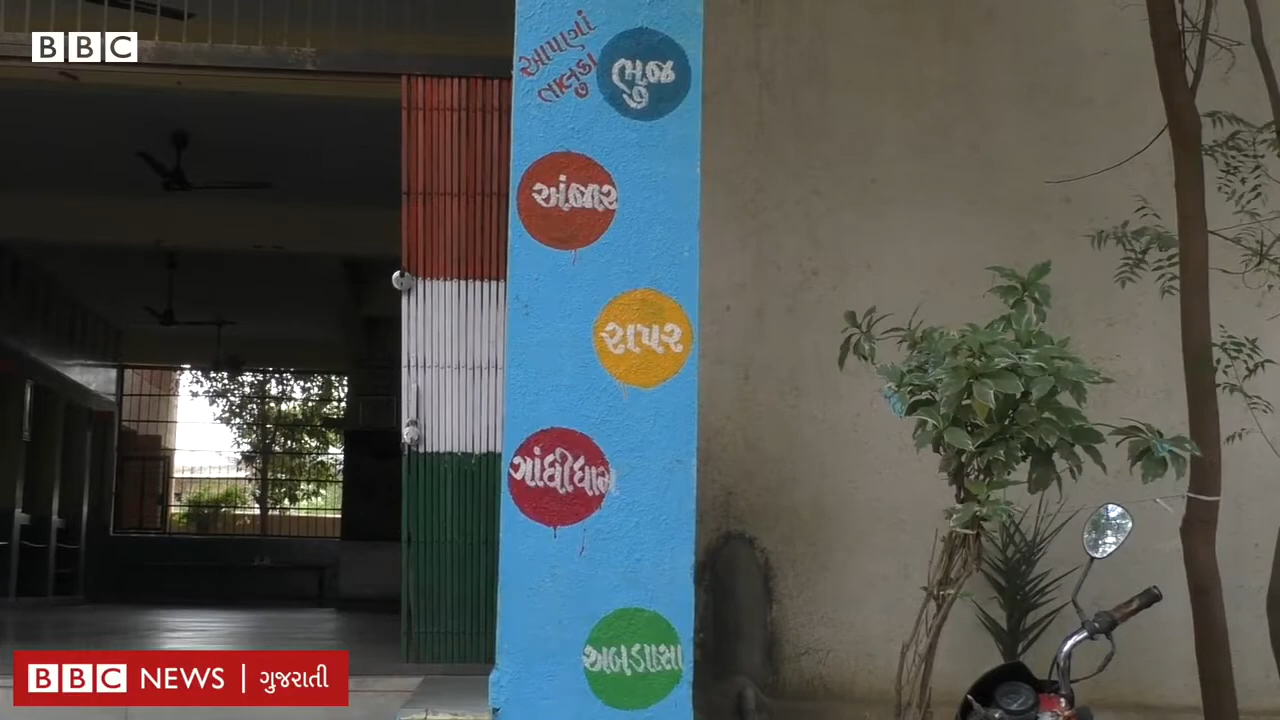 BBC
આપણાં
તાલુકા
ભુજ
અંજાર
રાપર
ગાંધીધામ
અબડાસા
BBC NEWS | ગુજરાતી